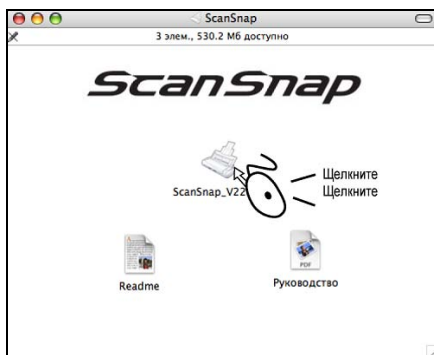 ScanSnap
3 элем., 530.2 Мб доступно
ScanSnap
Щелкните
Щелкните
ScanSnap_V22
Readme
PDF
Руководство